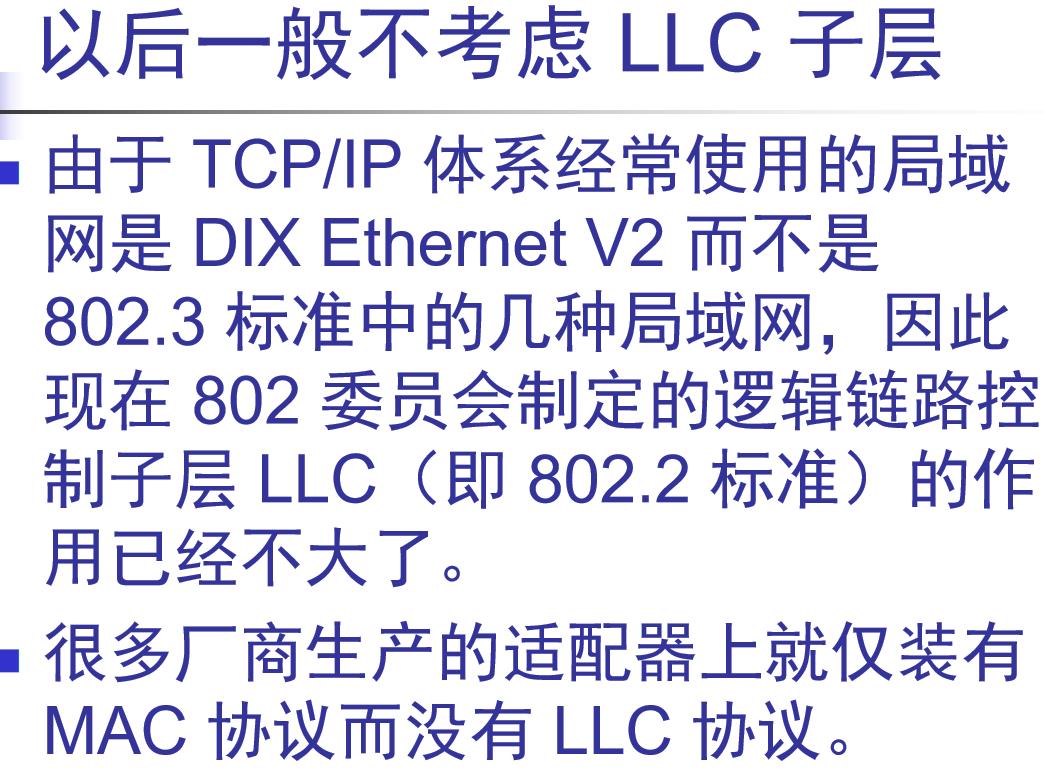 以后一般不考虑 LLC 子层
由于 TCP/IP 体系经常使用的局域
网是 DIX Ethernet V2 而不是
802.3 标准中的几种局域网，因此
现在 802 委员会制定的逻辑链路控
制子层 LLC（即 802.2 标准）的作
用已经不大了。
很多厂商生产的适配器上就仅装有
MAC 协议而没有 LLC 协议。